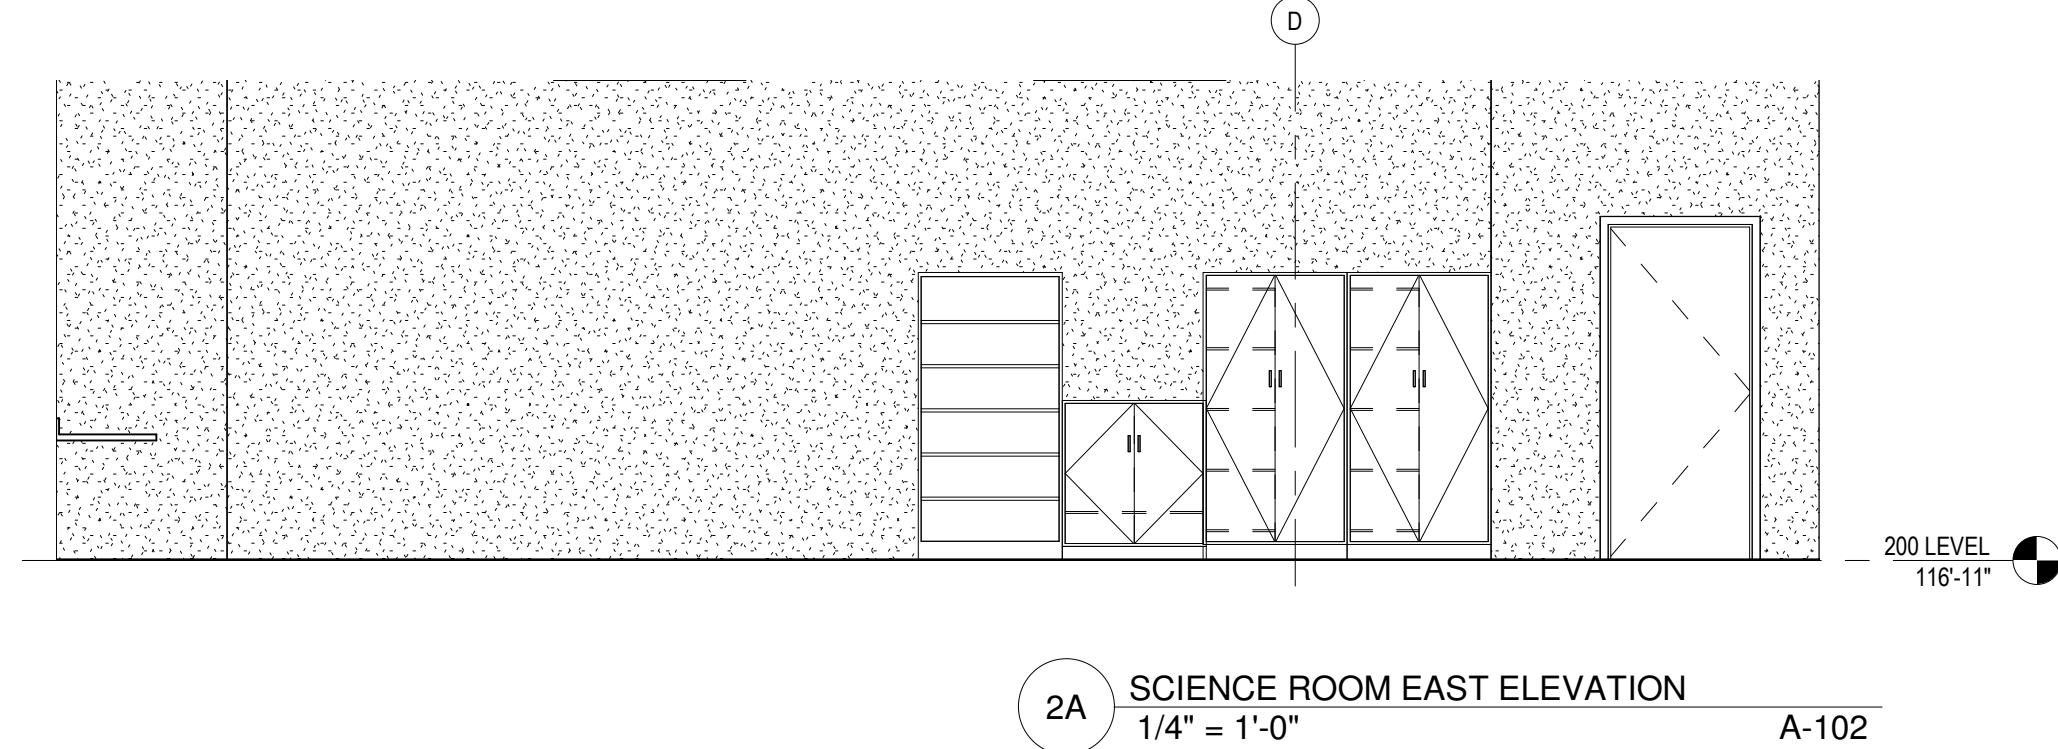 D
200 LEVEL
116'-11"
2A
SCIENCE ROOM EAST ELEVATION
1/4" = 1'-0"
A-102